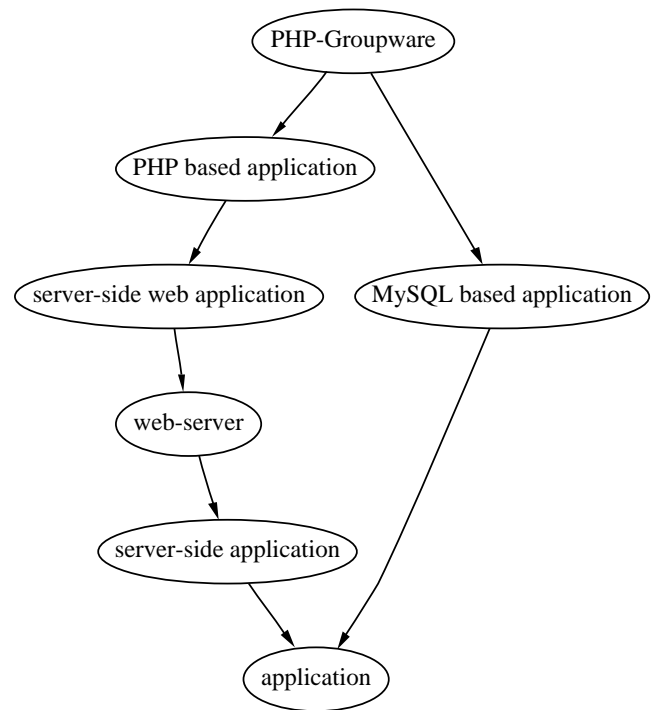 PHP-Groupware
PHP based application
server-side web application
MySQL based application
web-server
server-side application
application